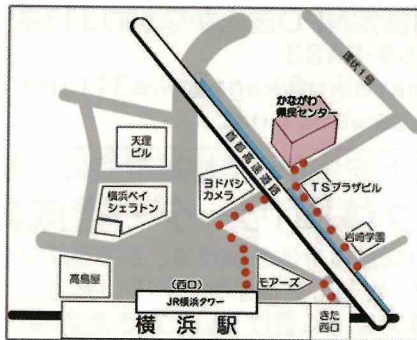 環状1号
かながわ
県民センター
首都高速道路
天理
ビル
ヨドバシ
カメラ
TSプラザビル
横浜ベイ
シェラトン
岩崎学園
高島屋
(西口)
モアーズ
JR横浜タワー
横浜駅
きた
西口